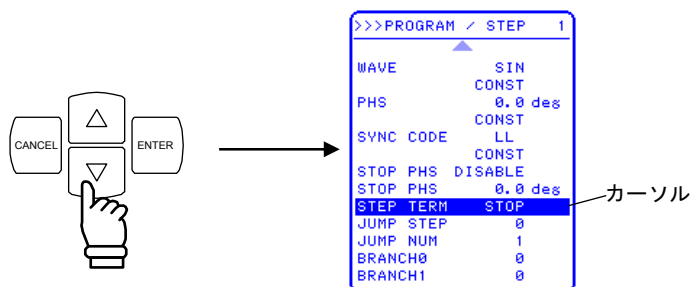 >>>PROGRAM / STEP 1
WAVE SIN
CONST
PHS 0.0 deg
CONST
SYNC CODE LL
CONST
STOP PHS DISABLE
STOP PHS 0.0 deg
STEP TERM STOP
JUMP STEP 0
JUMP NUM 1
BRANCH0 0
BRANCH1 0
CANCEL
ENTER
カーソル